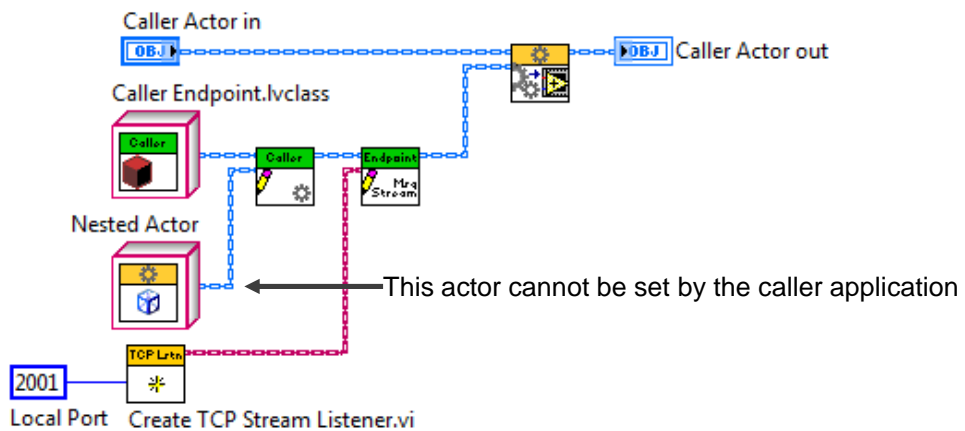 Caller Actor in
OBJ
OBJ
Caller Actor out
Caller Endpoint.lvclass
Caller
Caller
Endpoint
Msg
Stream
Nested Actor
This actor cannot be set by the caller application
TCP Lstn
2001
Local Port
Create TCP Stream Listener.vi